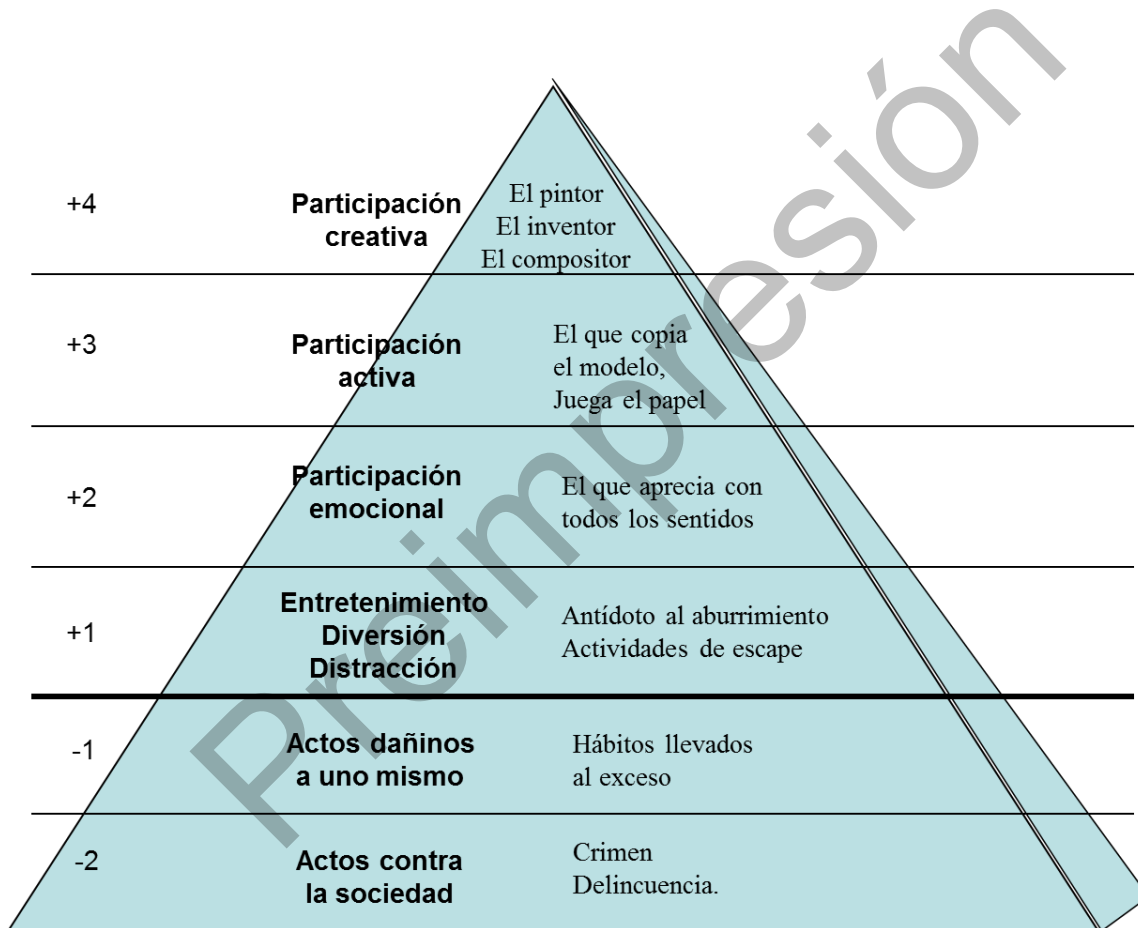 +4
Participación
creativa
El pintor
El inventor
El compositor
+3
Participación
activa
El que copia
el modelo,
Juega el papel
+2
Participación
emocional
El que aprecia con
todos los sentidos
+1
Entretenimiento
Diversión
Distracción
Antídoto al aburrimiento
Actividades de escape
-1
Actos dañinos
a uno mismo
Hábitos llevados
al exceso
-2
Actos contra
la sociedad
Crimen
Delincuencia.
Preimpresión